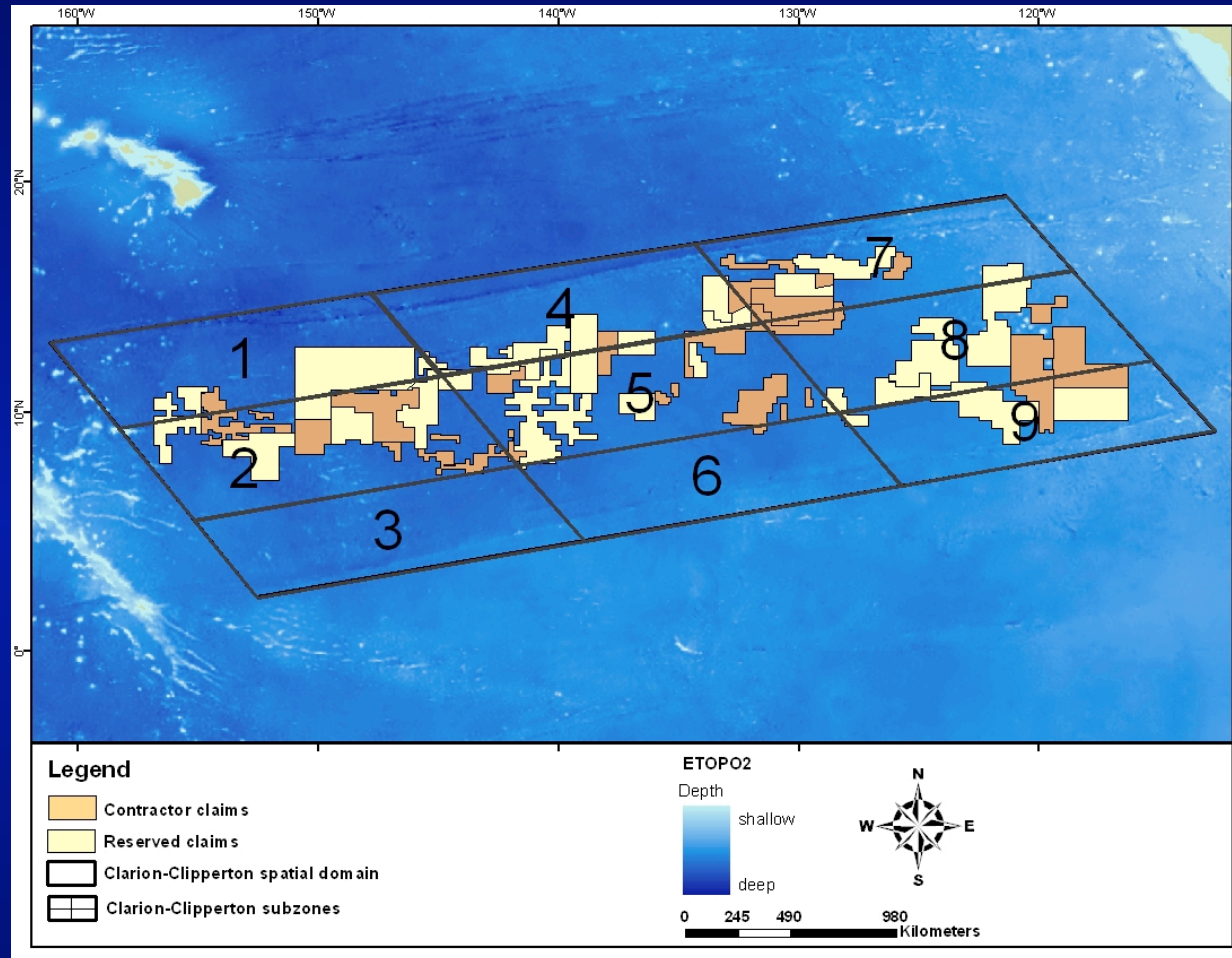 160°W 150°W 140°W 130°W 120°W
20°N
10°N
0°
1
2
3
4
5
6
7
8
9
Legend
Contractor claims
Reserved claims
Clarion-Clipperton spatial domain
Clarion-Clipperton subzones
ETOPO2
Depth
shallow
deep
N
W E
S
0 245 490 980
Kilometers